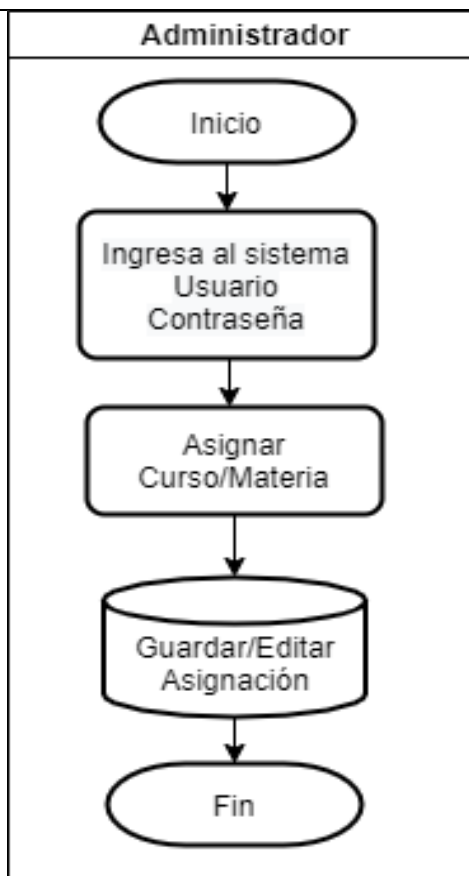 Administrador
Inicio
Ingresa al sistema
Usuario
Contraseña
Asignar
Curso/Materia
Guardar/Editar
Asignación
Fin